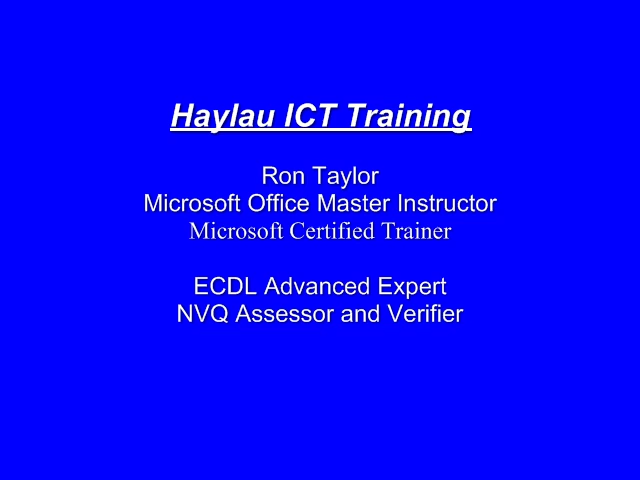 Haylau ICT Training
Ron Taylor
Microsoft Office Master Instructor
Microsoft Certified Trainer
ECDL Advanced Expert
NVQ Assessor and Verifier